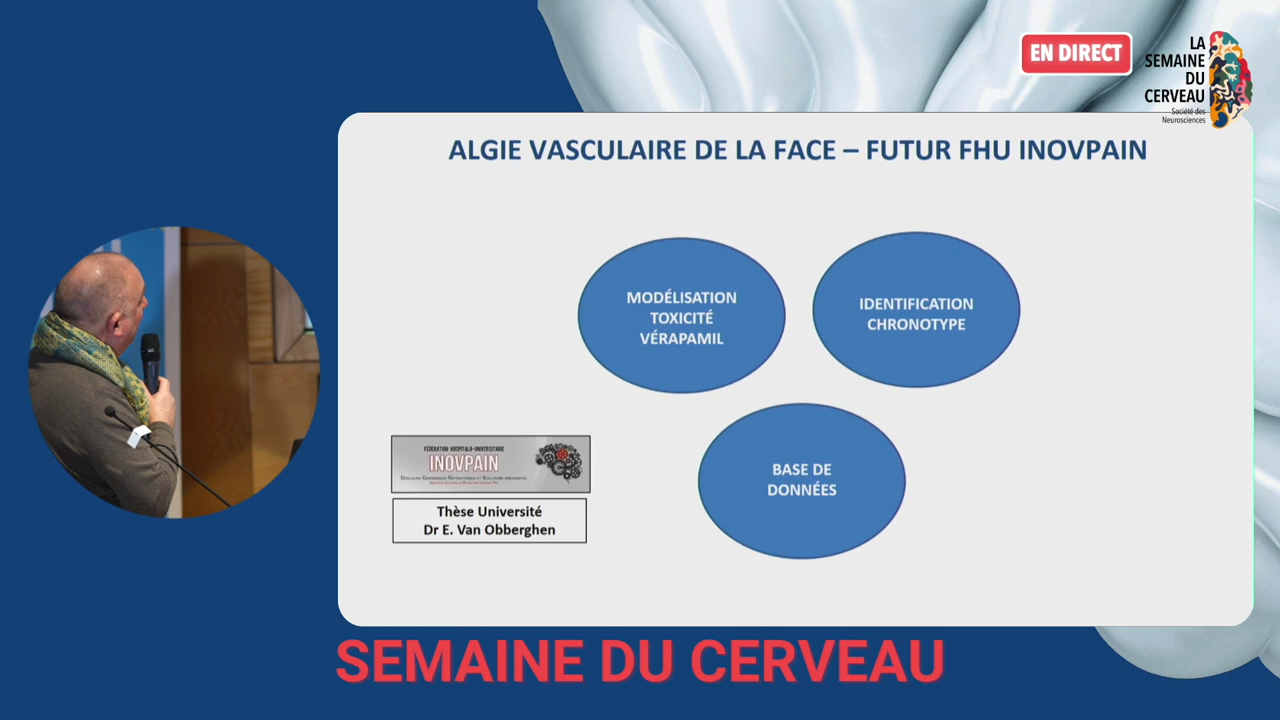 EN DIRECT
LA
SEMAINE
DU
CERVEAU
Société des
Neurosciences
ALGIE VASCULAIRE DE LA FACE – FUTUR FHU INOVPAIN
MODÉLISATION
TOXICITÉ
VÉRAPAMIL
IDENTIFICATION
CHRONOTYPE
BASE DE
DONNÉES
FÉDÉRATION HOSPITALO-UNIVERSITAIRE
INOVPAIN
Thèse Université
Dr E. Van Obberghen
SEMAINE DU CERVEAU